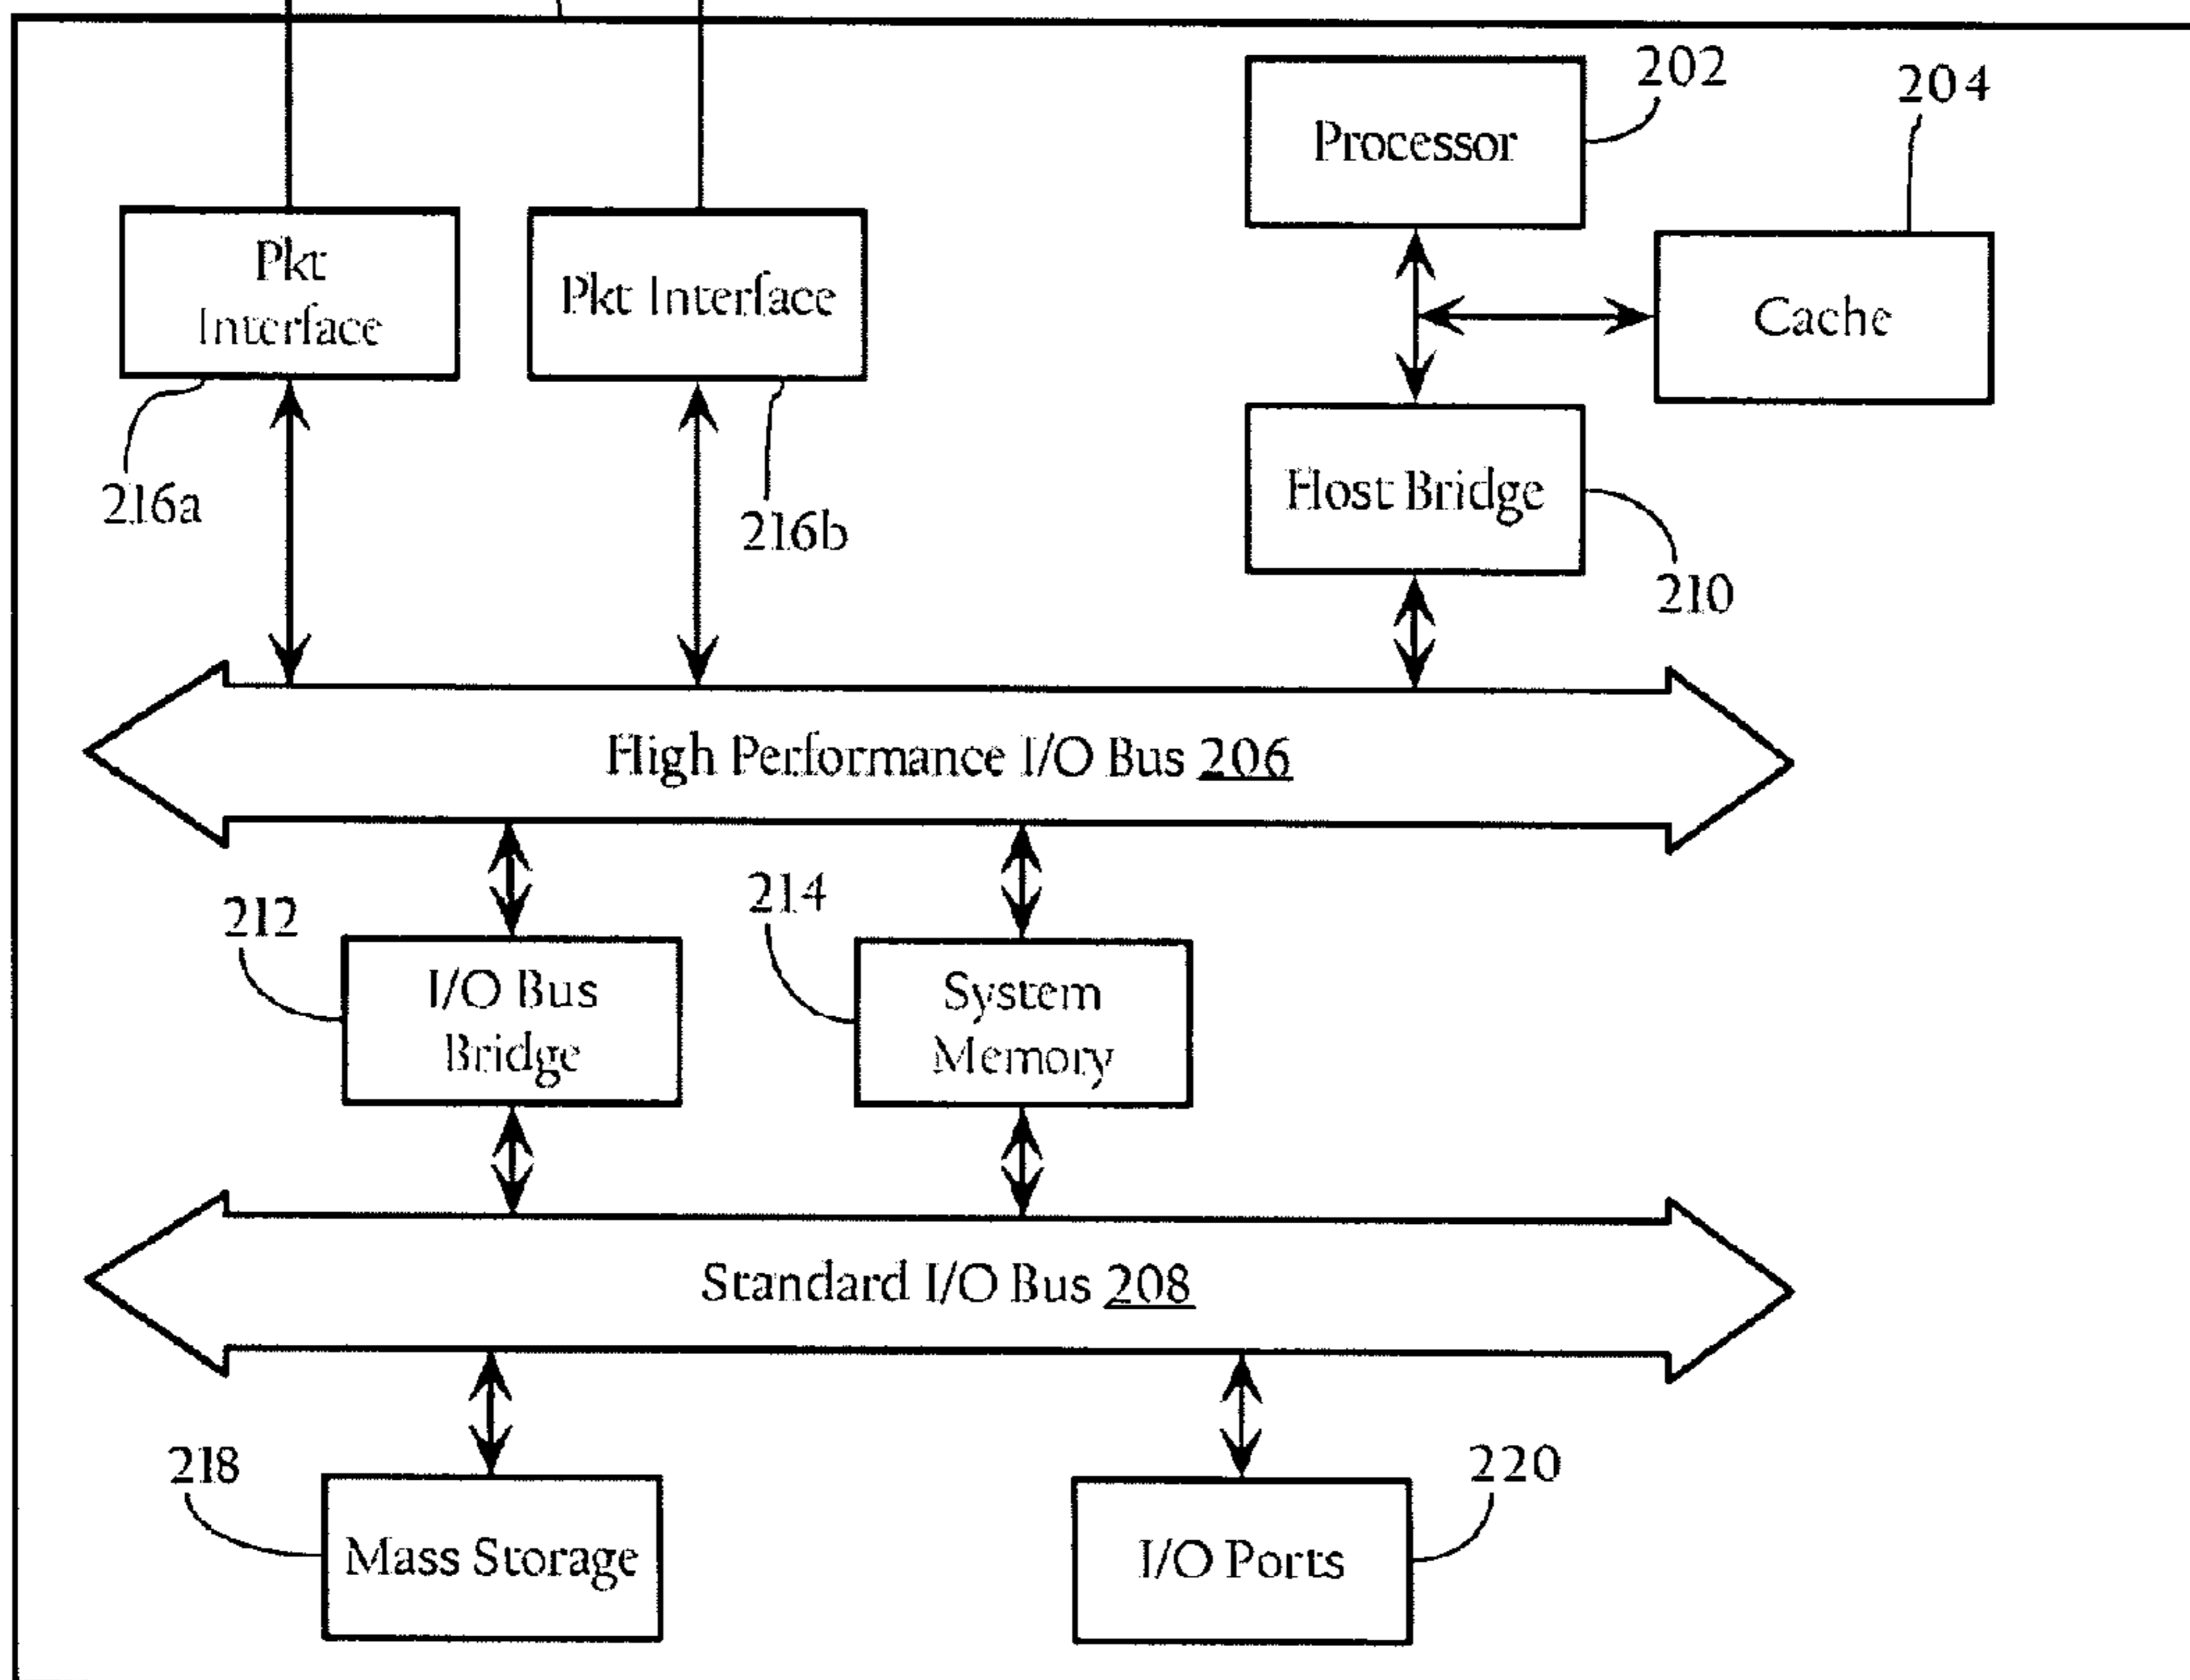 202
204
Processor
Pkt
Interface
Pkt Interface
Cache
216a
216b
Host Bridge
210
High Performance I/O Bus 206
212
214
I/O Bus
Bridge
System
Memory
Standard I/O Bus 208
218
220
Mass Storage
I/O Ports